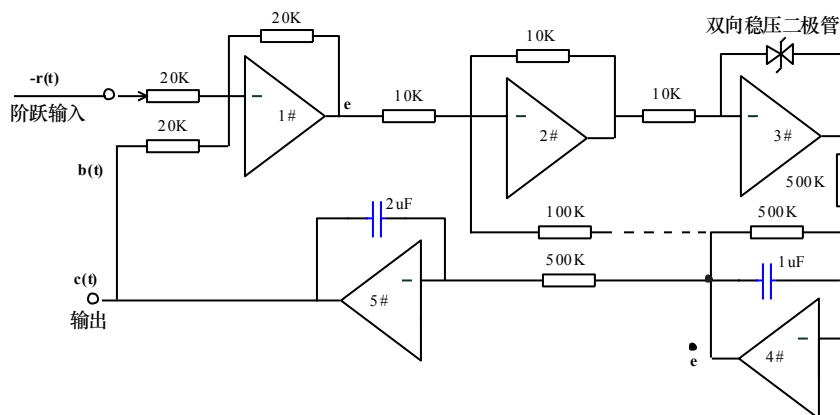 20K
双向稳压二极管
-r(t)
20K
10K
阶跃输入
-
1#
e
10K
-
2#
10K
-
3#
20K
b(t)
500K
2uF
100K
500K
c(t)
-
5#
500K
1uF
输出
e
4#
-